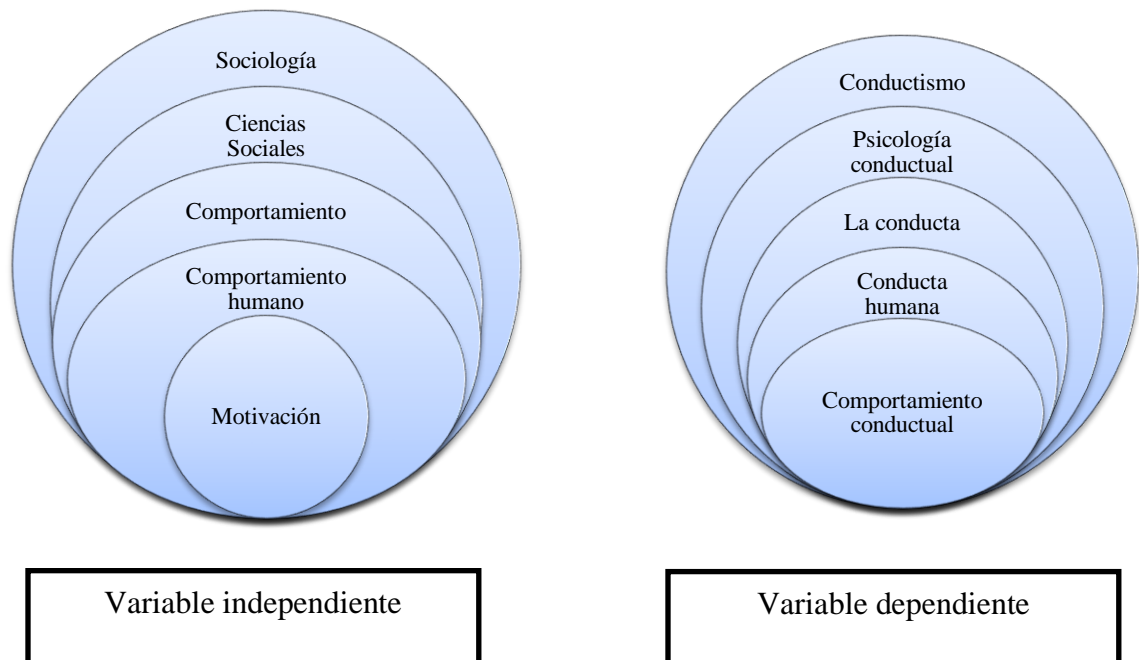 Sociología
Ciencias
Sociales
Comportamiento
Comportamiento
humano
Motivación
Variable independiente
Conductismo
Psicología
conductual
La conducta
Conducta
humana
Comportamiento
conductual
Variable dependiente